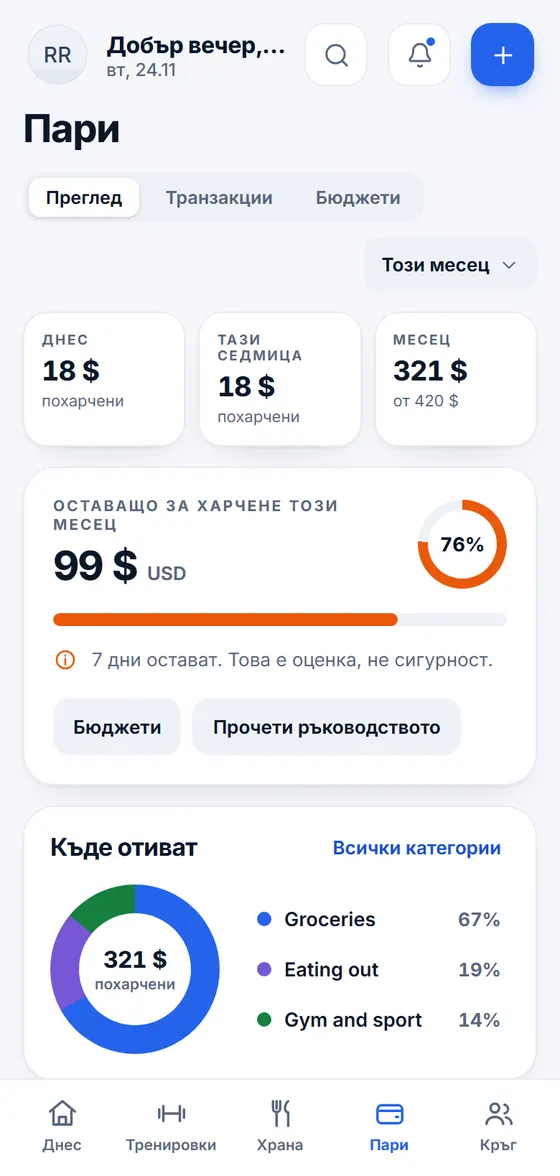 RR
Добър вечер,...
вт, 24.11
Пари
Преглед
Транзакции
Бюджети
Този месец
ДНЕС
18 $
похарчени
ТАЗИ
СЕДМИЦА
18 $
похарчени
МЕСЕЦ
321 $
от 420 $
ОСТАВАЩО ЗА ХАРЧЕНЕ ТОЗИ
МЕСЕЦ
99 $ USD
76%
7 дни остават. Това е оценка, не сигурност.
Бюджети
Прочети ръководството
Къде отиват
Всички категории
321 $
похарчени
Groceries 67%
Eating out 19%
Gym and sport 14%
Днес
Тренировки
Храна
Пари
Кръг